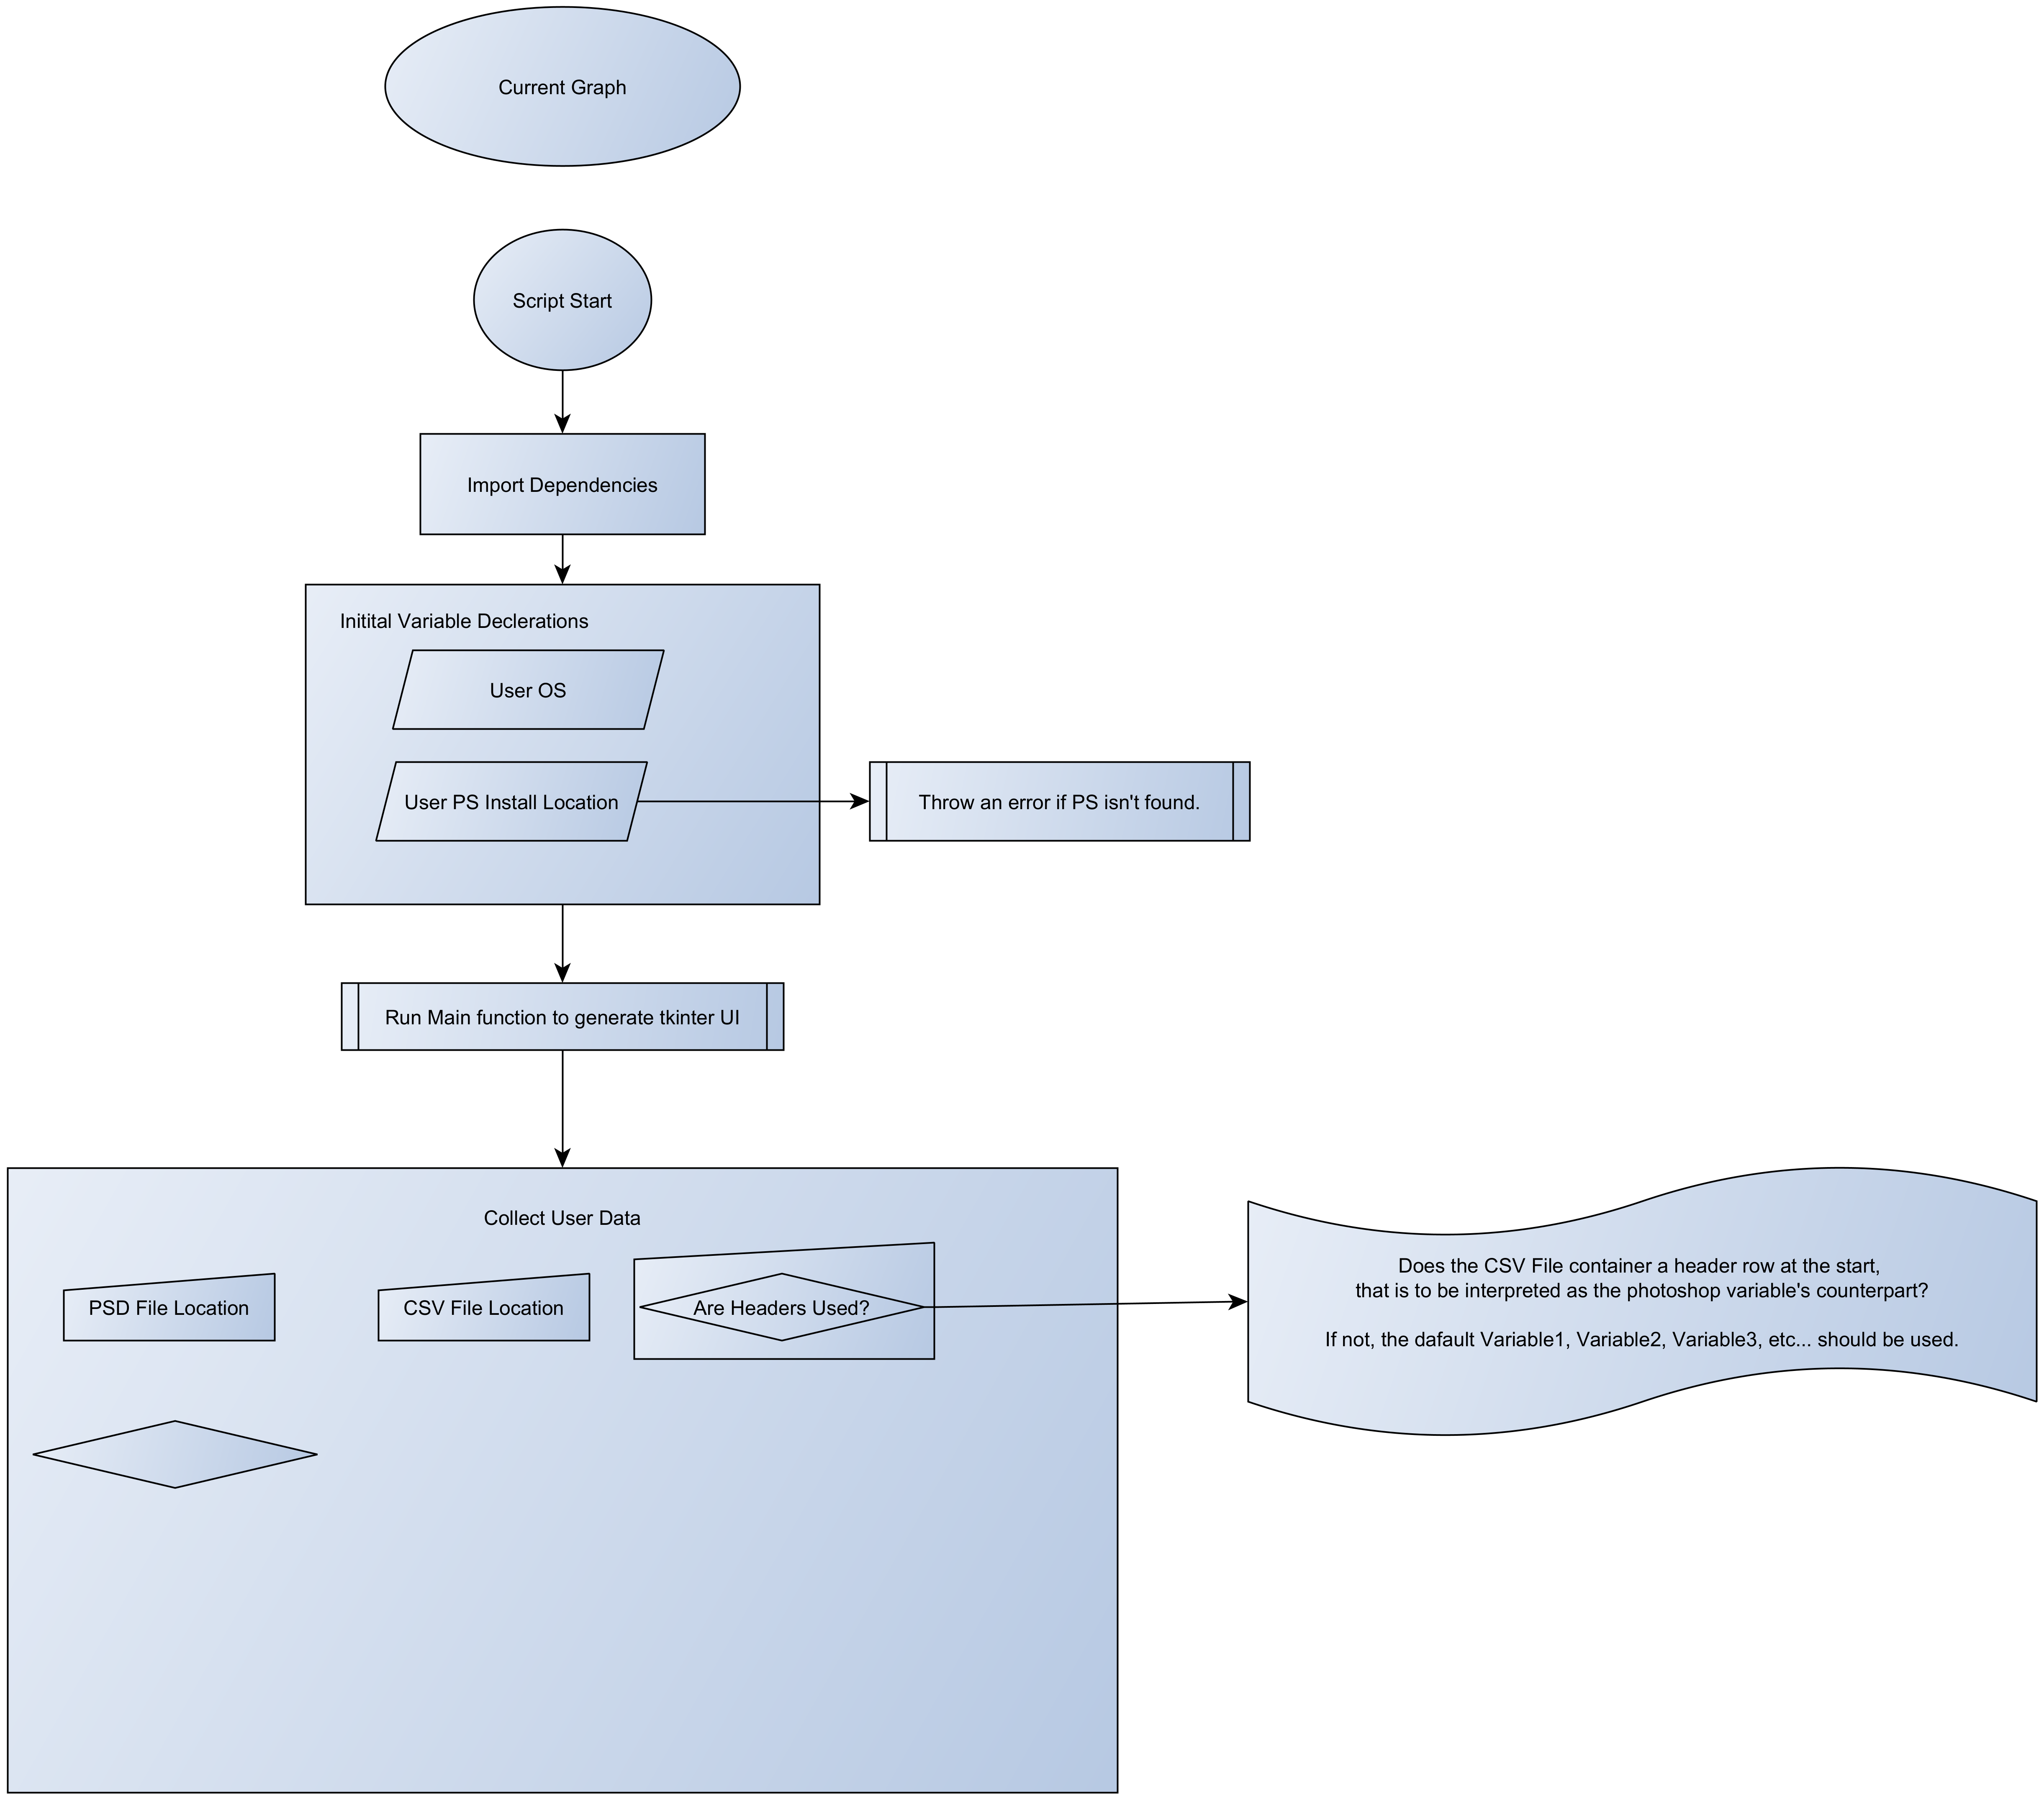 Current Graph
Script Start
Import Dependencies
Initital Variable Declerations
User OS
User PS Install Location
Throw an error if PS isn't found.
Run Main function to generate tkinter UI
Collect User Data
PSD File Location
CSV File Location
Are Headers Used?
Does the CSV File container a header row at the start,
that is to be interpreted as the photoshop variable's counterpart?
If not, the dafault Variable1, Variable2, Variable3, etc... should be used.